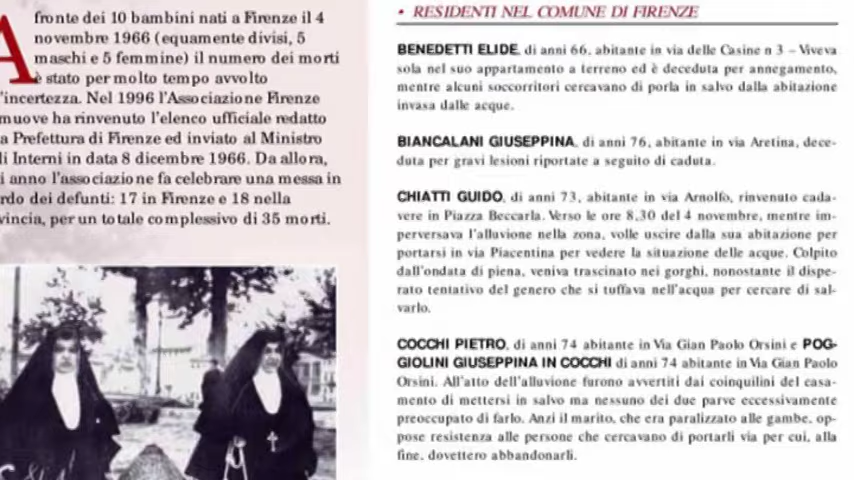 A fronte dei 10 bambini nati a Firenze il 4
novembre 1966 (equamente divisi, 5
maschi e 5 femmine) il numero dei morti
è stato per molto tempo avvolto
'incertezza. Nel 1996 l'Associazione Firenze
muove ha rinvenuto l'elenco ufficiale redatto
a Prefettura di Firenze ed inviato al Ministro
li Interni in data 8 dicembre 1966. Da allora,
i anno l'associazione fa celebrare una messa in
rdo dei defunti: 17 in Firenze e 18 nella
vincia, per un totale complessivo di 35 morti.
• RESIDENTI NEL COMUNE DI FIRENZE
BENEDETTI ELIDE, di anni 66, abitante in via delle Casine n 3 – Viveva
sola nel suo appartamento a terreno ed è deceduta per annegamento,
mentre alcuni soccorritori cercavano di porla in salvo dalla abitazione
invasa dalle acque.
BIANCALANI GIUSEPPINA, di anni 76, abitante in via Aretina, dece-
duta per gravi lesioni riportate a seguito di caduta.
CHIATTI GUIDO, di anni 73, abitante in via Arnolfo, rinvenuto cada-
vere in Piazza Beccarla. Verso le ore 8,30 del 4 novembre, mentre im-
perversava l'alluvione nella zona, volle uscire dalla sua abitazione per
portarsi in via Piacentina per vedere la situazione delle acque. Colpito
dall'ondata di piena, veniva trascinato nei gorghi, nonostante il dispe-
rato tentativo del genero che si tuffava nell'acqua per cercare di sal-
varlo.
COCCHI PIETRO, di anni 74 abitante in Via Gian Paolo Orsini e POG-
GIOLINI GIUSEPPINA IN COCCHI di anni 74 abitante in Via Gian Paolo
Orsini. All'atto dell'alluvione furono avvertiti dai coinquilini del casa-
mento di mettersi in salvo ma nessuno dei due parve eccessivamente
preoccupato di farlo. Anzi il marito, che era paralizzato alle gambe, op-
pose resistenza alle persone che cercavano di portarli via per cui, alla
fine, dovettero abbandonarli.